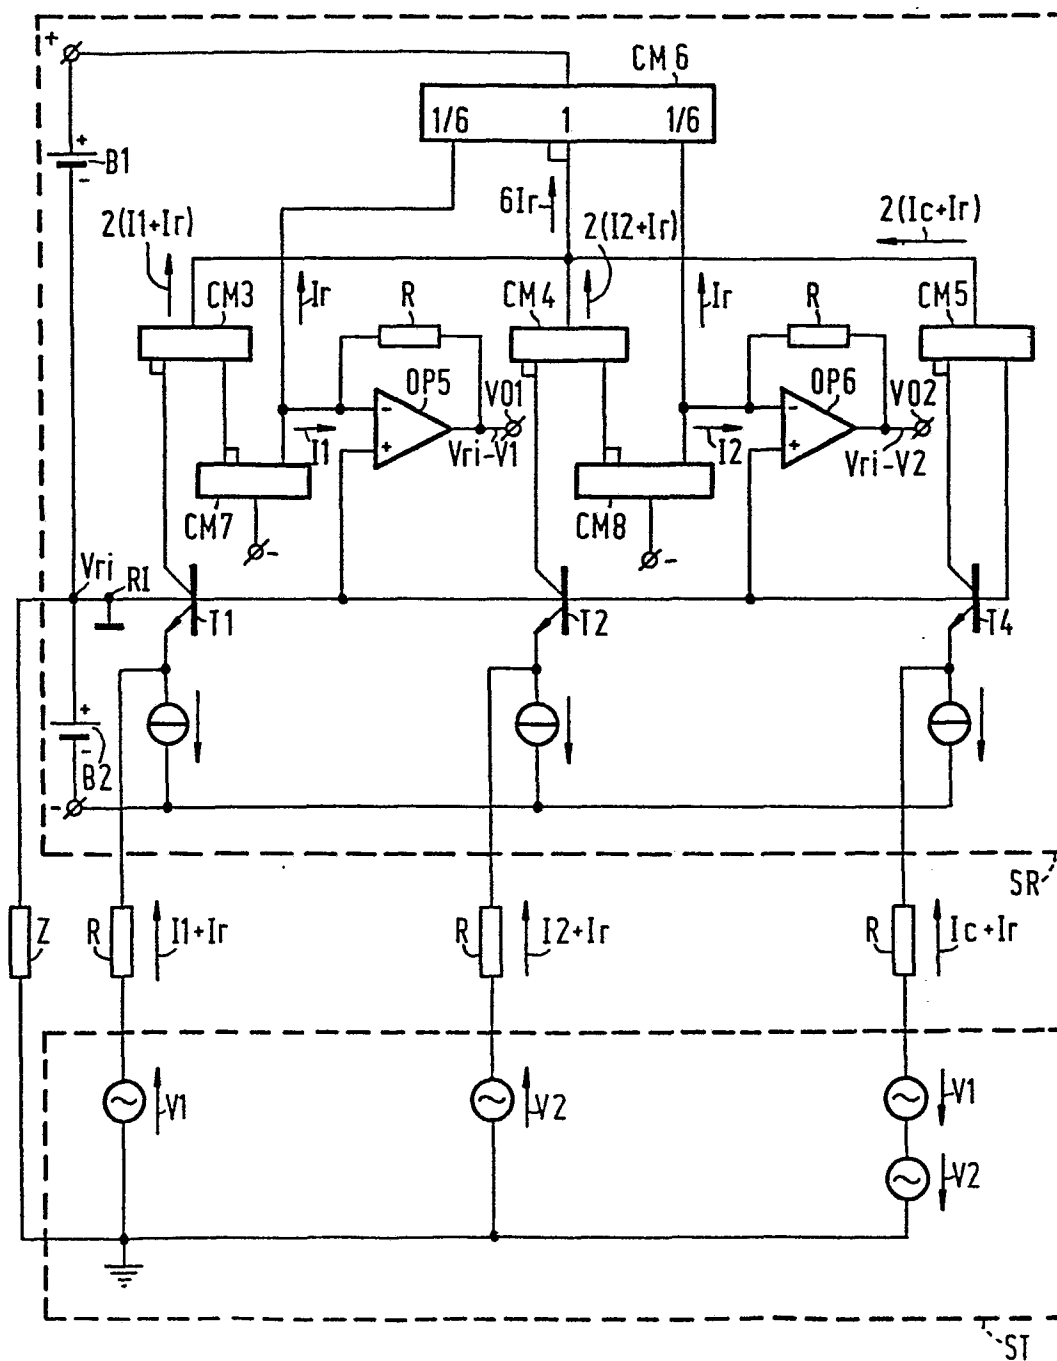 +
CM6
1/6 1 1/6
+
B1
-
6Ir
2(I1+Ir)
2(I2+Ir)
2(Ic+Ir)
CM3
Ir
R
CM4
Ir
R
CM5
OP5
VO1
OP6
VO2
-
-
+
+
I1
Vri-V1
I2
Vri-V2
CM7
CM8
-
-
Vri
RI
T1
T2
T4
+
-
B2
-
SR
Z
R
I1+Ir
R
I2+Ir
R
Ic+Ir
V1
V2
V1
V2
ST